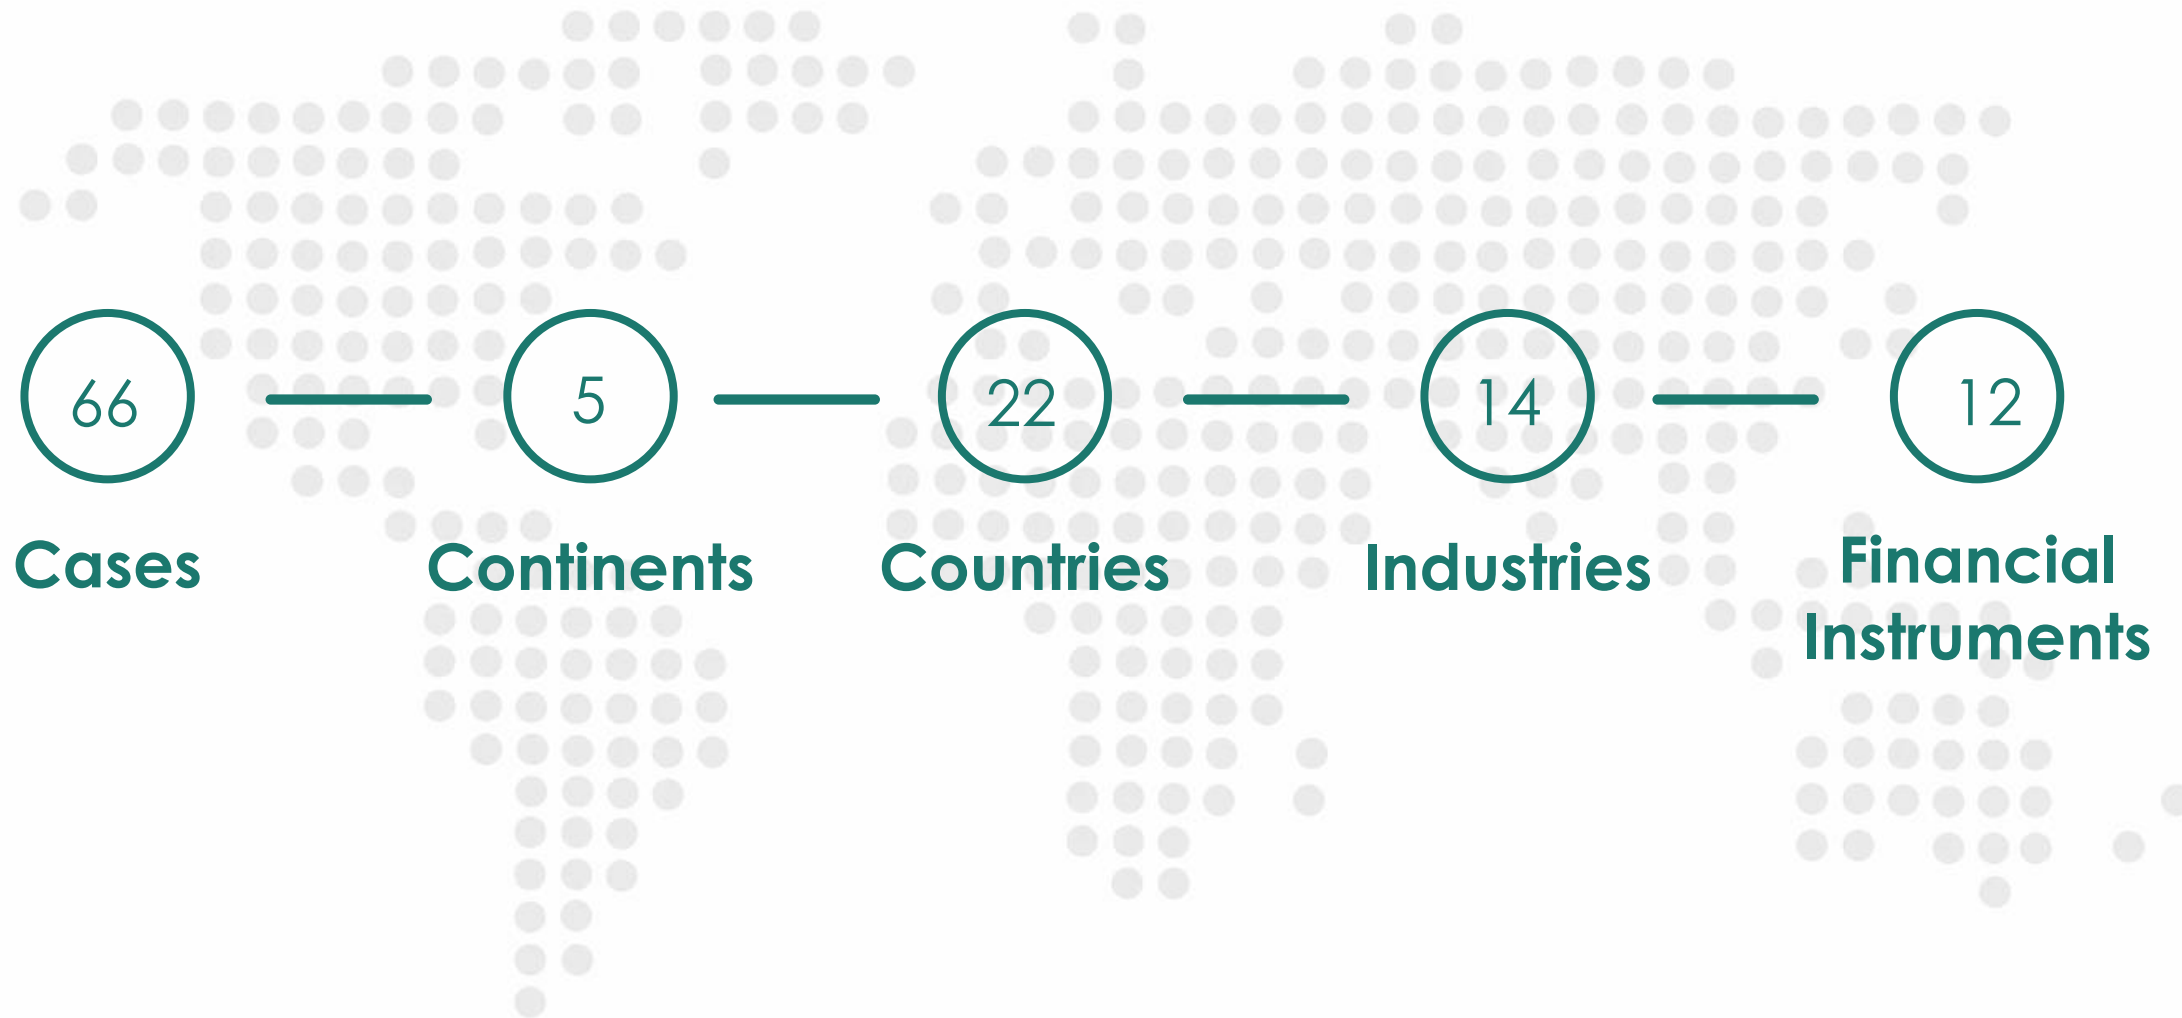 66
5
22
14
12
Cases
Continents
Countries
Industries
Financial
Instruments